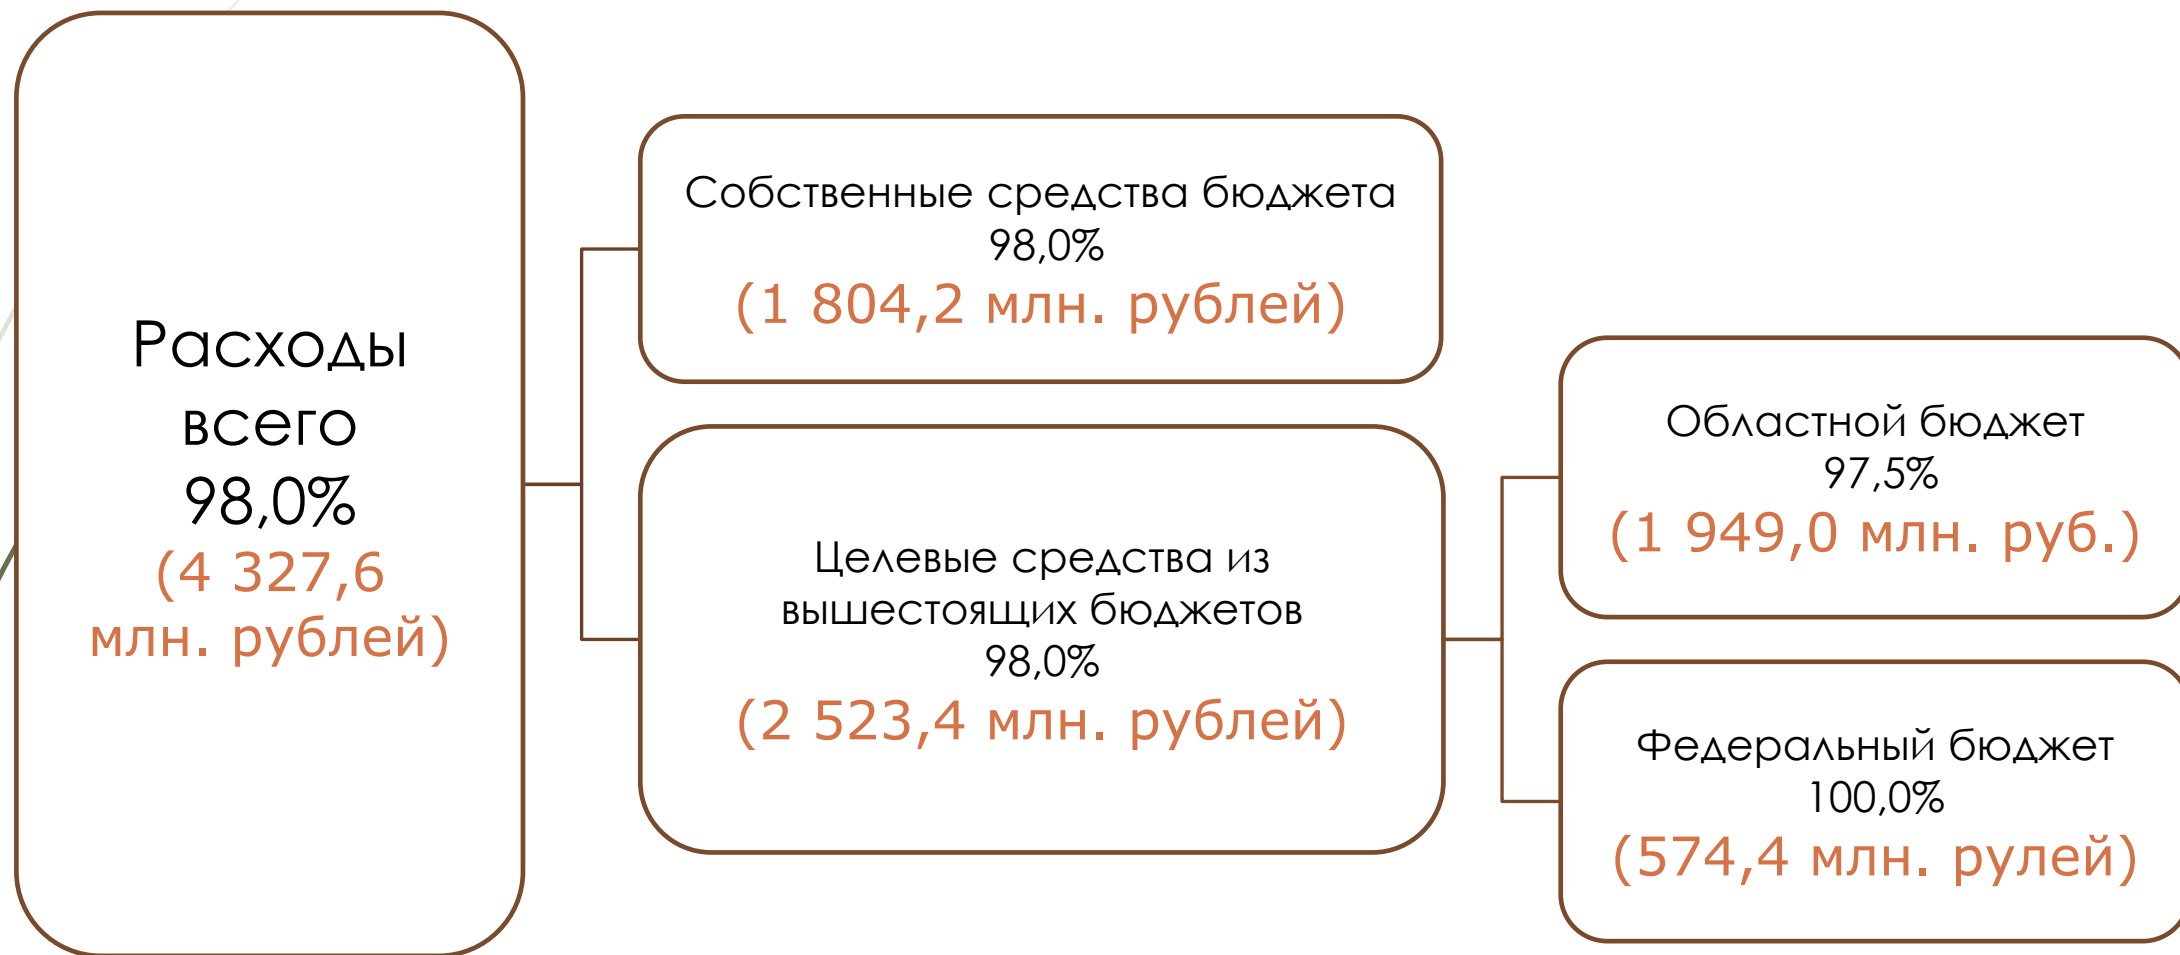 Расходы
всего
98,0%
(4 327,6
млн. рублей)
Собственные средства бюджета
98,0%
(1 804,2 млн. рублей)
Целевые средства из
вышестоящих бюджетов
98,0%
(2 523,4 млн. рублей)
Областной бюджет
97,5%
(1 949,0 млн. руб.)
Федеральный бюджет
100,0%
(574,4 млн. рулей)